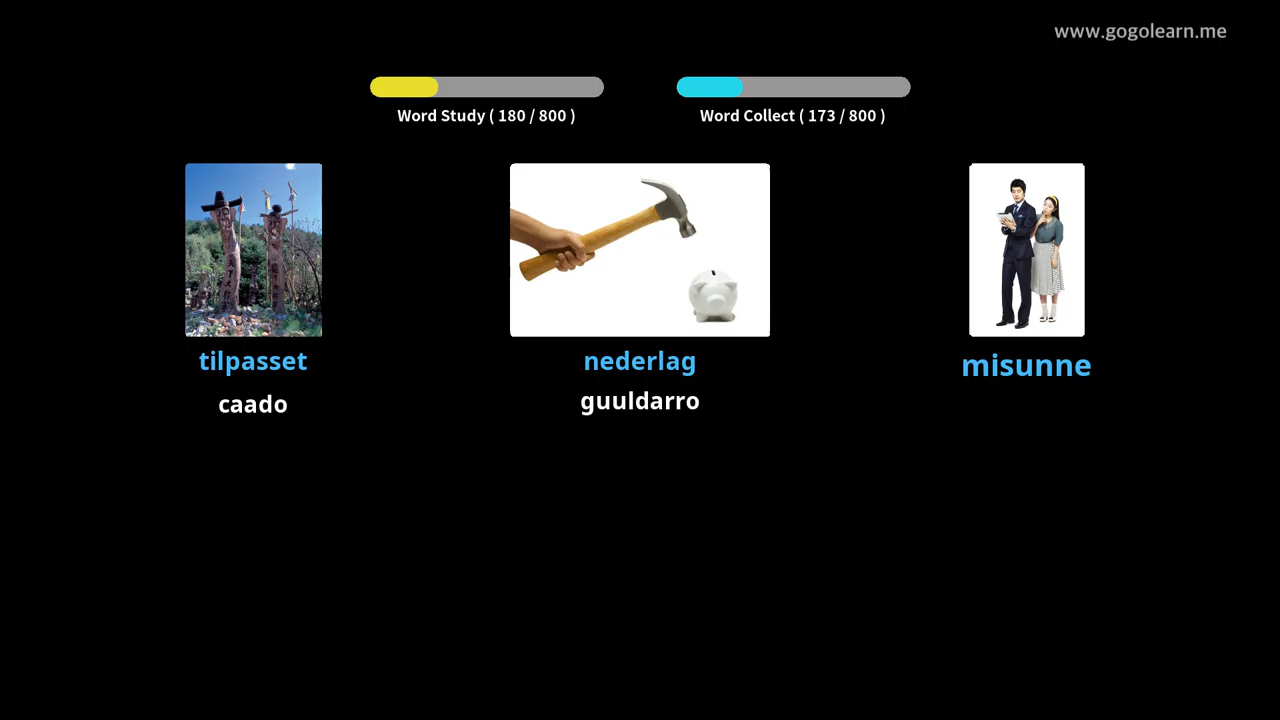 www.gogolearn.me
Word Study ( 180 / 800 )
Word Collect ( 173 / 800 )
tilpasset
nederlag
misunne
caado
guuldarro